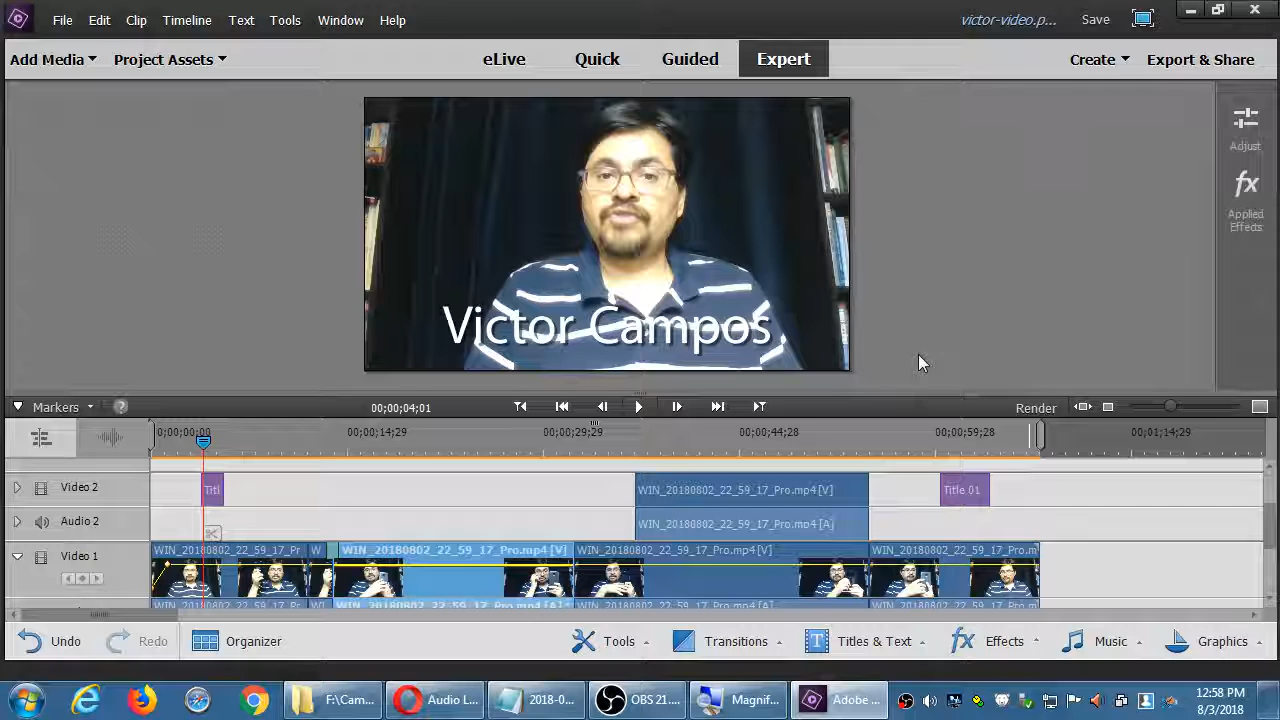 File Edit Clip Timeline Text Tools Window Help victor-video.p... Save
Add Media Project Assets eLive Quick Guided Expert Create Export & Share
Adjust
Applied
Effects
Victor Campos
Markers ? 00;00;04;01 Render
0;00;00;00 00;00;14;29 00;00;29;29 00;00;44;28 00;00;59;28 00;01;14;29
Video 2 Titl WIN_20180802_22_59_17_Pro.mp4 [V] Title 01
Audio 2 WIN_20180802_22_59_17_Pro.mp4 [A]
Video 1 WIN_20180802_22_59_17_Pr W WIN_20180802_22_59_17_Pro.mp4 [V] WIN_20180802_22_59_17_Pro.mp4 [V] WIN_20180802_22_59_17_Pro.m
Undo Redo Organizer Tools T Transitions Titles & Text fx Effects Music Graphics
F:\Cam... Audio L... 2018-0... OBS 21.... Magnif... Adobe ... 12:58 PM
8/3/2018